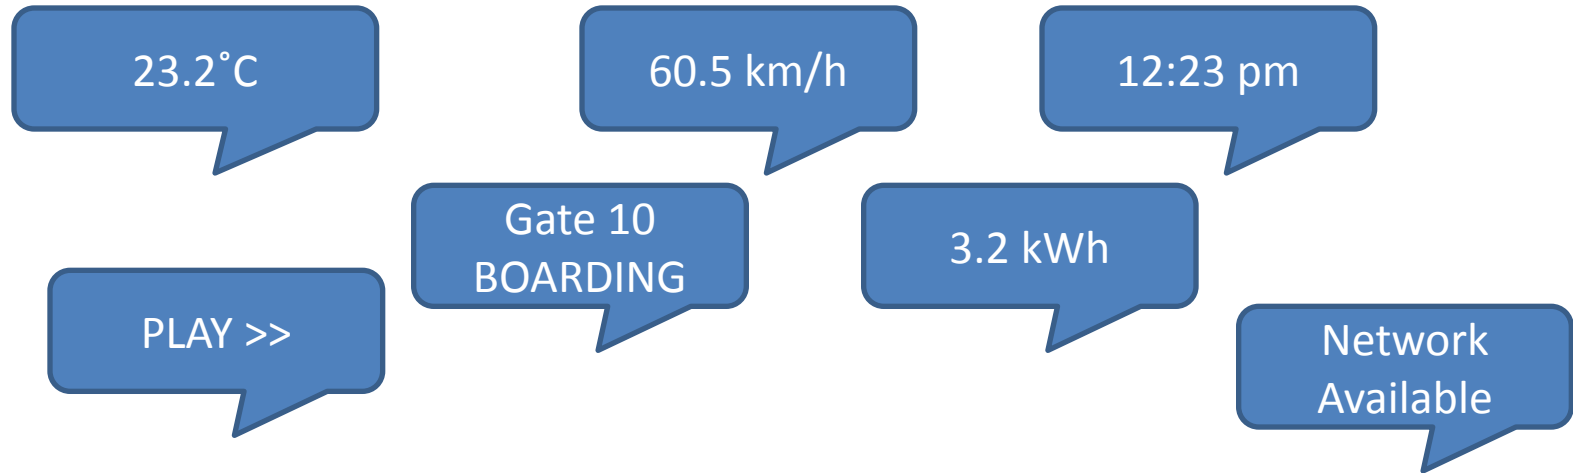 23.2˚C
60.5 km/h
12:23 pm
Gate 10
BOARDING
3.2 kWh
PLAY >>
Network
Available